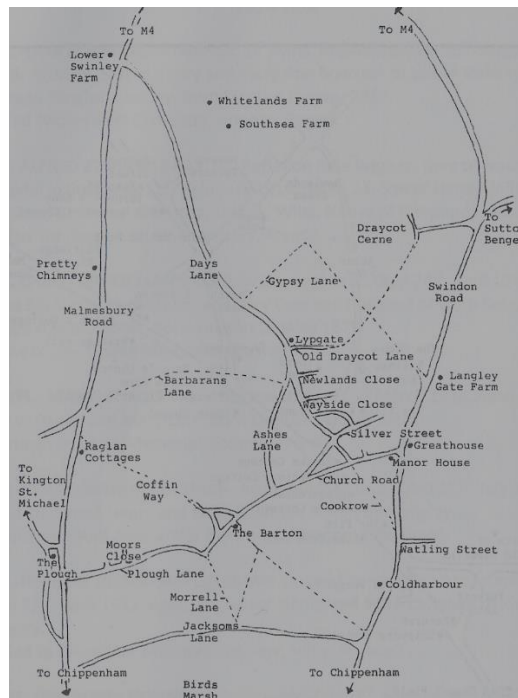 To M4
To M4
Lower
Swinley
Farm
Whitelands Farm
Southsea Farm
Draycot
Cerne
To
Sutto
Benge
Pretty
Chimneys
Days
Lane
Gypsy Lane
Swindon
Road
Malmesbury
Road
Lypgate
Old Draycot Lane
Barbarans
Lane
Newlands Close
Langley
Gate Farm
Wayside Close
Ashes
Lane
Silver Street
Greathouse
Manor House
Raglan
Cottages
To
Kington
St.
Michael
Coffin
Way
Church Road
Cookrow
The Barton
Moors
Close
Watling Street
The
Plough
Plough Lane
Coldharbour
Morrell
Lane
Jacksoms
Lane
To Chippenham
To Chippenham
Birds
Marsh